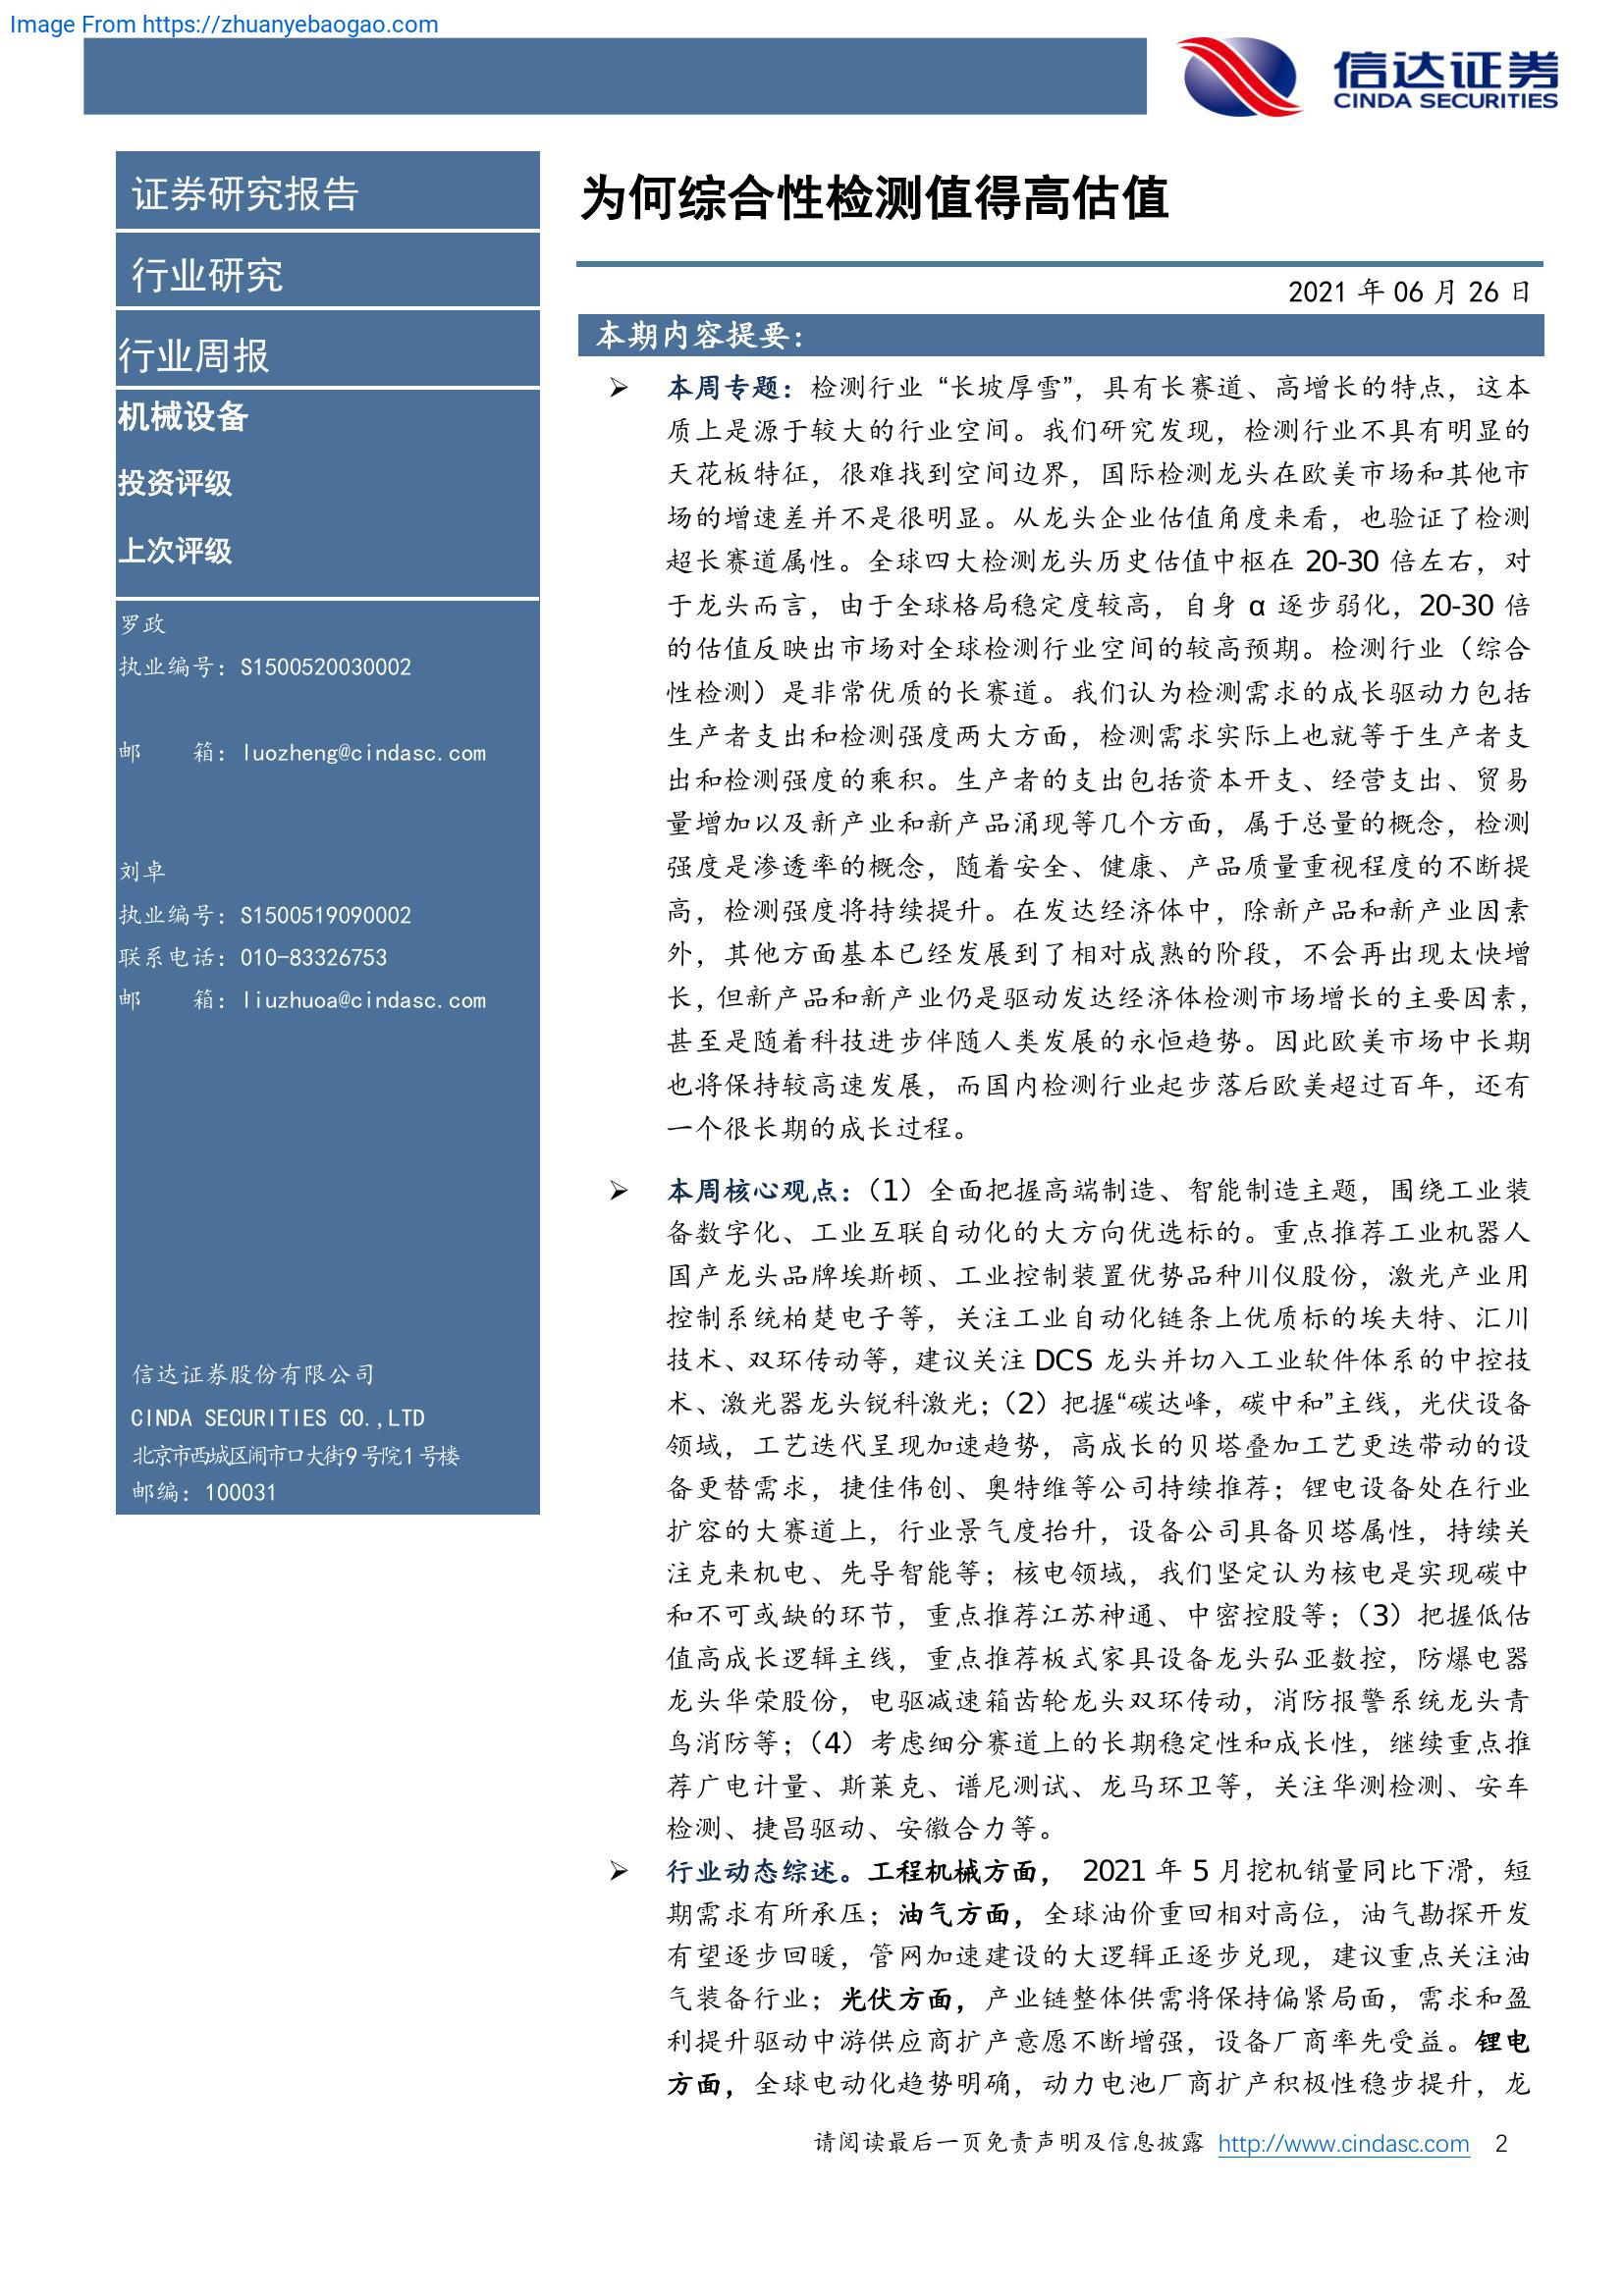 Image From https://zhuanyebaogao.com
信达证券
CINDA SECURITIES
证券研究报告
行业研究
行业周报
机械设备
投资评级
上次评级
罗政
执业编号：S1500520030002
邮　　箱：luozheng@cindasc.com
刘卓
执业编号：S1500519090002
联系电话：010-83326753
邮　　箱：liuzhuoa@cindasc.com
信达证券股份有限公司
CINDA SECURITIES CO.,LTD
北京市西城区闹市口大街9号院1号楼
邮编：100031
为何综合性检测值得高估值
2021 年 06 月 26 日
本期内容提要：
➢ 本周专题：检测行业 “长坡厚雪”，具有长赛道、高增长的特点，这本
质上是源于较大的行业空间。我们研究发现，检测行业不具有明显的
天花板特征，很难找到空间边界，国际检测龙头在欧美市场和其他市
场的增速差并不是很明显。从龙头企业估值角度来看，也验证了检测
超长赛道属性。全球四大检测龙头历史估值中枢在 20-30 倍左右，对
于龙头而言，由于全球格局稳定度较高，自身 α 逐步弱化，20-30 倍
的估值反映出市场对全球检测行业空间的较高预期。检测行业（综合
性检测）是非常优质的长赛道。我们认为检测需求的成长驱动力包括
生产者支出和检测强度两大方面，检测需求实际上也就等于生产者支
出和检测强度的乘积。生产者的支出包括资本开支、经营支出、贸易
量增加以及新产业和新产品涌现等几个方面，属于总量的概念，检测
强度是渗透率的概念，随着安全、健康、产品质量重视程度的不断提
高，检测强度将持续提升。在发达经济体中，除新产品和新产业因素
外，其他方面基本已经发展到了相对成熟的阶段，不会再出现太快增
长，但新产品和新产业仍是驱动发达经济体检测市场增长的主要因素，
甚至是随着科技进步伴随人类发展的永恒趋势。因此欧美市场中长期
也将保持较高速发展，而国内检测行业起步落后欧美超过百年，还有
一个很长期的成长过程。
➢ 本周核心观点：（1）全面把握高端制造、智能制造主题，围绕工业装
备数字化、工业互联自动化的大方向优选标的。重点推荐工业机器人
国产龙头品牌埃斯顿、工业控制装置优势品种川仪股份，激光产业用
控制系统柏楚电子等，关注工业自动化链条上优质标的埃夫特、汇川
技术、双环传动等，建议关注 DCS 龙头并切入工业软件体系的中控技
术、激光器龙头锐科激光；（2）把握“碳达峰，碳中和”主线，光伏设备
领域，工艺迭代呈现加速趋势，高成长的贝塔叠加工艺更迭带动的设
备更替需求，捷佳伟创、奥特维等公司持续推荐；锂电设备处在行业
扩容的大赛道上，行业景气度抬升，设备公司具备贝塔属性，持续关
注克来机电、先导智能等；核电领域，我们坚定认为核电是实现碳中
和不可或缺的环节，重点推荐江苏神通、中密控股等；（3）把握低估
值高成长逻辑主线，重点推荐板式家具设备龙头弘亚数控，防爆电器
龙头华荣股份，电驱减速箱齿轮龙头双环传动，消防报警系统龙头青
鸟消防等；（4）考虑细分赛道上的长期稳定性和成长性，继续重点推
荐广电计量、斯莱克、谱尼测试、龙马环卫等，关注华测检测、安车
检测、捷昌驱动、安徽合力等。
➢ 行业动态综述。工程机械方面， 2021 年 5 月挖机销量同比下滑，短
期需求有所承压；油气方面，全球油价重回相对高位，油气勘探开发
有望逐步回暖，管网加速建设的大逻辑正逐步兑现，建议重点关注油
气装备行业；光伏方面，产业链整体供需将保持偏紧局面，需求和盈
利提升驱动中游供应商扩产意愿不断增强，设备厂商率先受益。锂电
方面，全球电动化趋势明确，动力电池厂商扩产积极性稳步提升，龙
请阅读最后一页免责声明及信息披露 http://www.cindasc.com 2